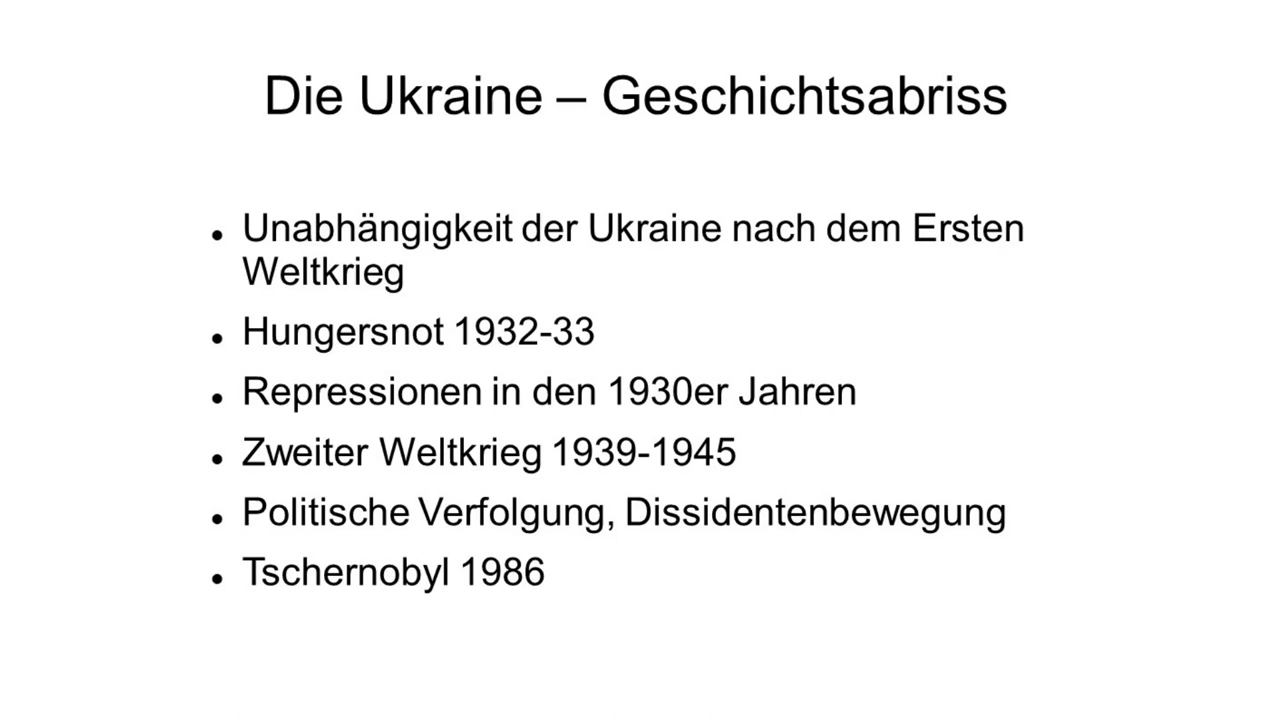 Die Ukraine – Geschichtsabriss
● Unabhängigkeit der Ukraine nach dem Ersten
Weltkrieg
● Hungersnot 1932-33
● Repressionen in den 1930er Jahren
● Zweiter Weltkrieg 1939-1945
● Politische Verfolgung, Dissidentenbewegung
● Tschernobyl 1986